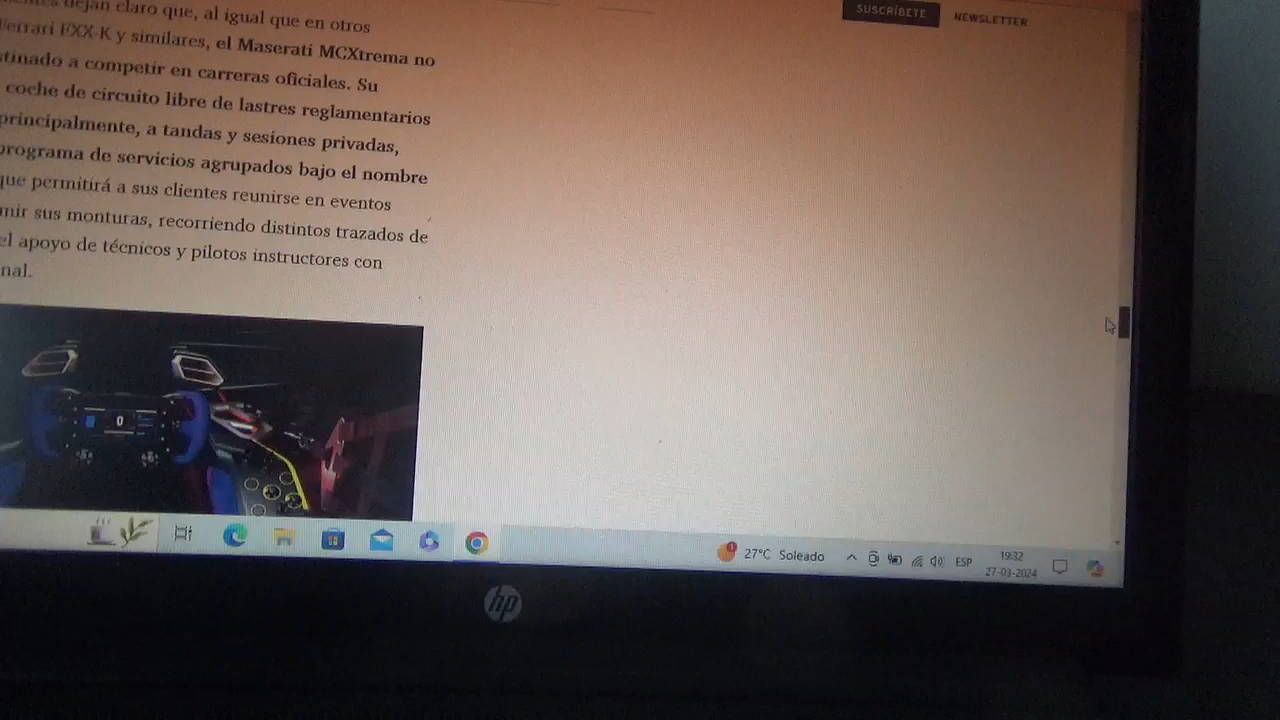 dejan claro que, al igual que en otros
Ferrari FXX-K y similares, el Maserati MCXtrema no
stinado a competir en carreras oficiales. Su
coche de circuito libre de lastres reglamentarios
principalmente, a tandas y sesiones privadas,
programa de servicios agrupados bajo el nombre
que permitirá a sus clientes reunirse en eventos
mir sus monturas, recorriendo distintos trazados de
el apoyo de técnicos y pilotos instructores con
nal.
SUSCRÍBETE NEWSLETTER
0
1
27°C Soleado
ESP
19:32
27-03-2024
hp